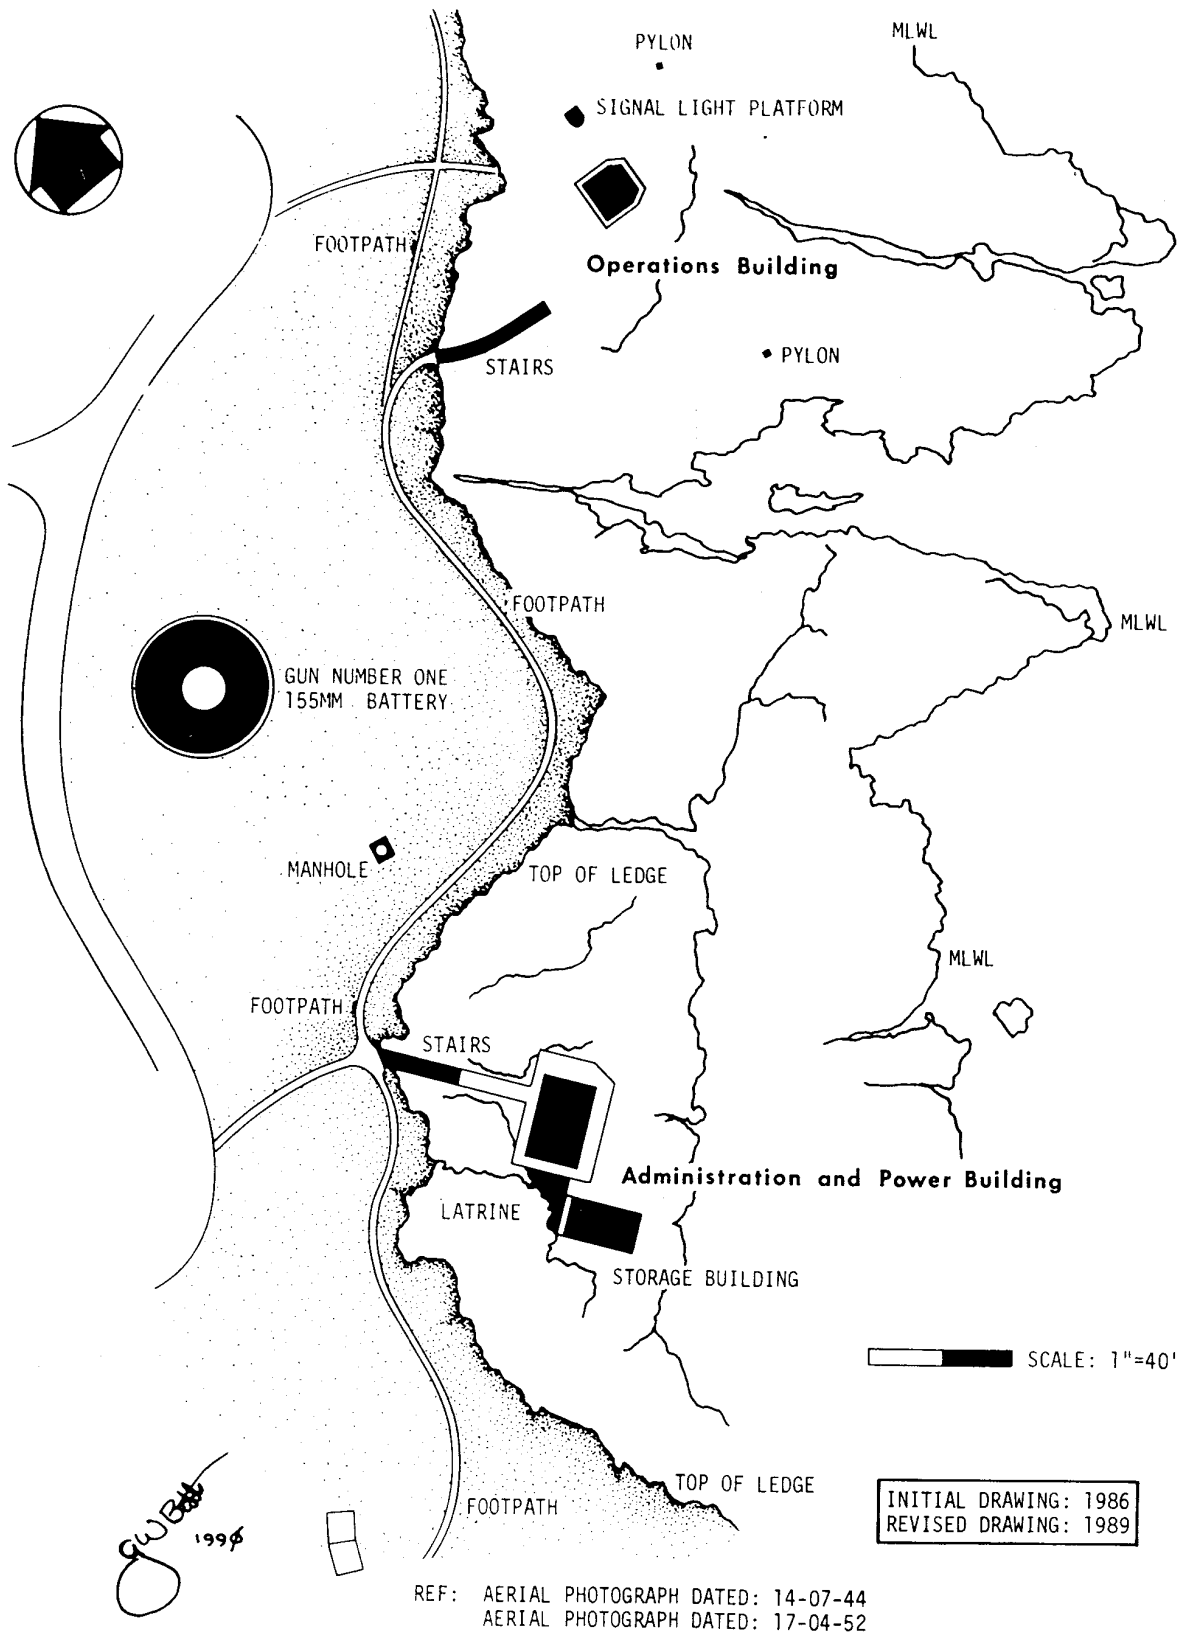 MLWL
PYLON
SIGNAL LIGHT PLATFORM
FOOTPATH
Operations Building
PYLON
STAIRS
FOOTPATH
MLWL
GUN NUMBER ONE
155MM BATTERY
MANHOLE
TOP OF LEDGE
MLWL
FOOTPATH
STAIRS
Administration and Power Building
LATRINE
STORAGE BUILDING
SCALE: 1"=40'
TOP OF LEDGE
FOOTPATH
INITIAL DRAWING: 1986
REVISED DRAWING: 1989
1990
REF: AERIAL PHOTOGRAPH DATED: 14-07-44
AERIAL PHOTOGRAPH DATED: 17-04-52